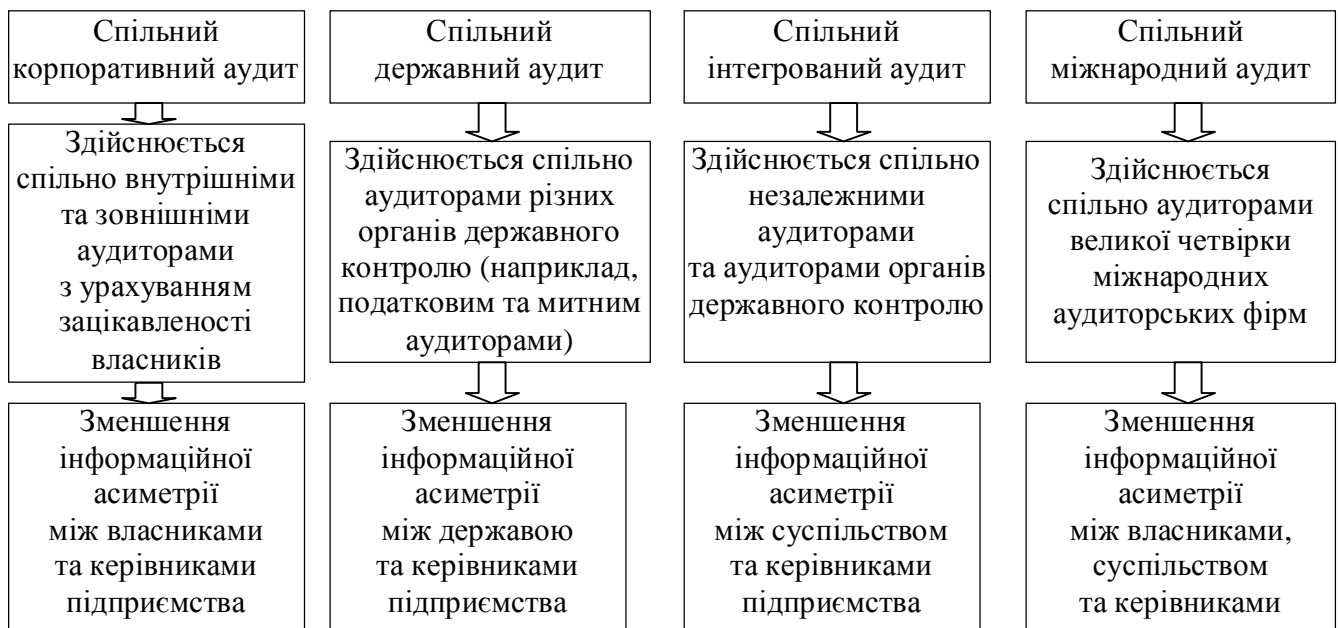 Спільний
корпоративний аудит
Здійснюється
спільно внутрішніми
та зовнішніми
аудиторами
з урахуванням
зацікавленості
власників
Зменшення
інформаційної
асиметрії
між власниками
та керівниками
підприємства
Спільний
державний аудит
Здійснюється спільно
аудиторами різних
органів державного
контролю (наприклад,
податковим та митним
аудиторами)
Зменшення
інформаційної
асиметрії
між державою
та керівниками
підприємства
Спільний
інтегрований аудит
Здійснюється спільно
незалежними
аудиторами
та аудиторами органів
державного контролю
Зменшення
інформаційної
асиметрії
між суспільством
та керівниками
підприємства
Спільний
міжнародний аудит
Здійснюється
спільно аудиторами
великої четвірки
міжнародних
аудиторських фірм
Зменшення
інформаційної
асиметрії
між власниками,
суспільством
та керівниками